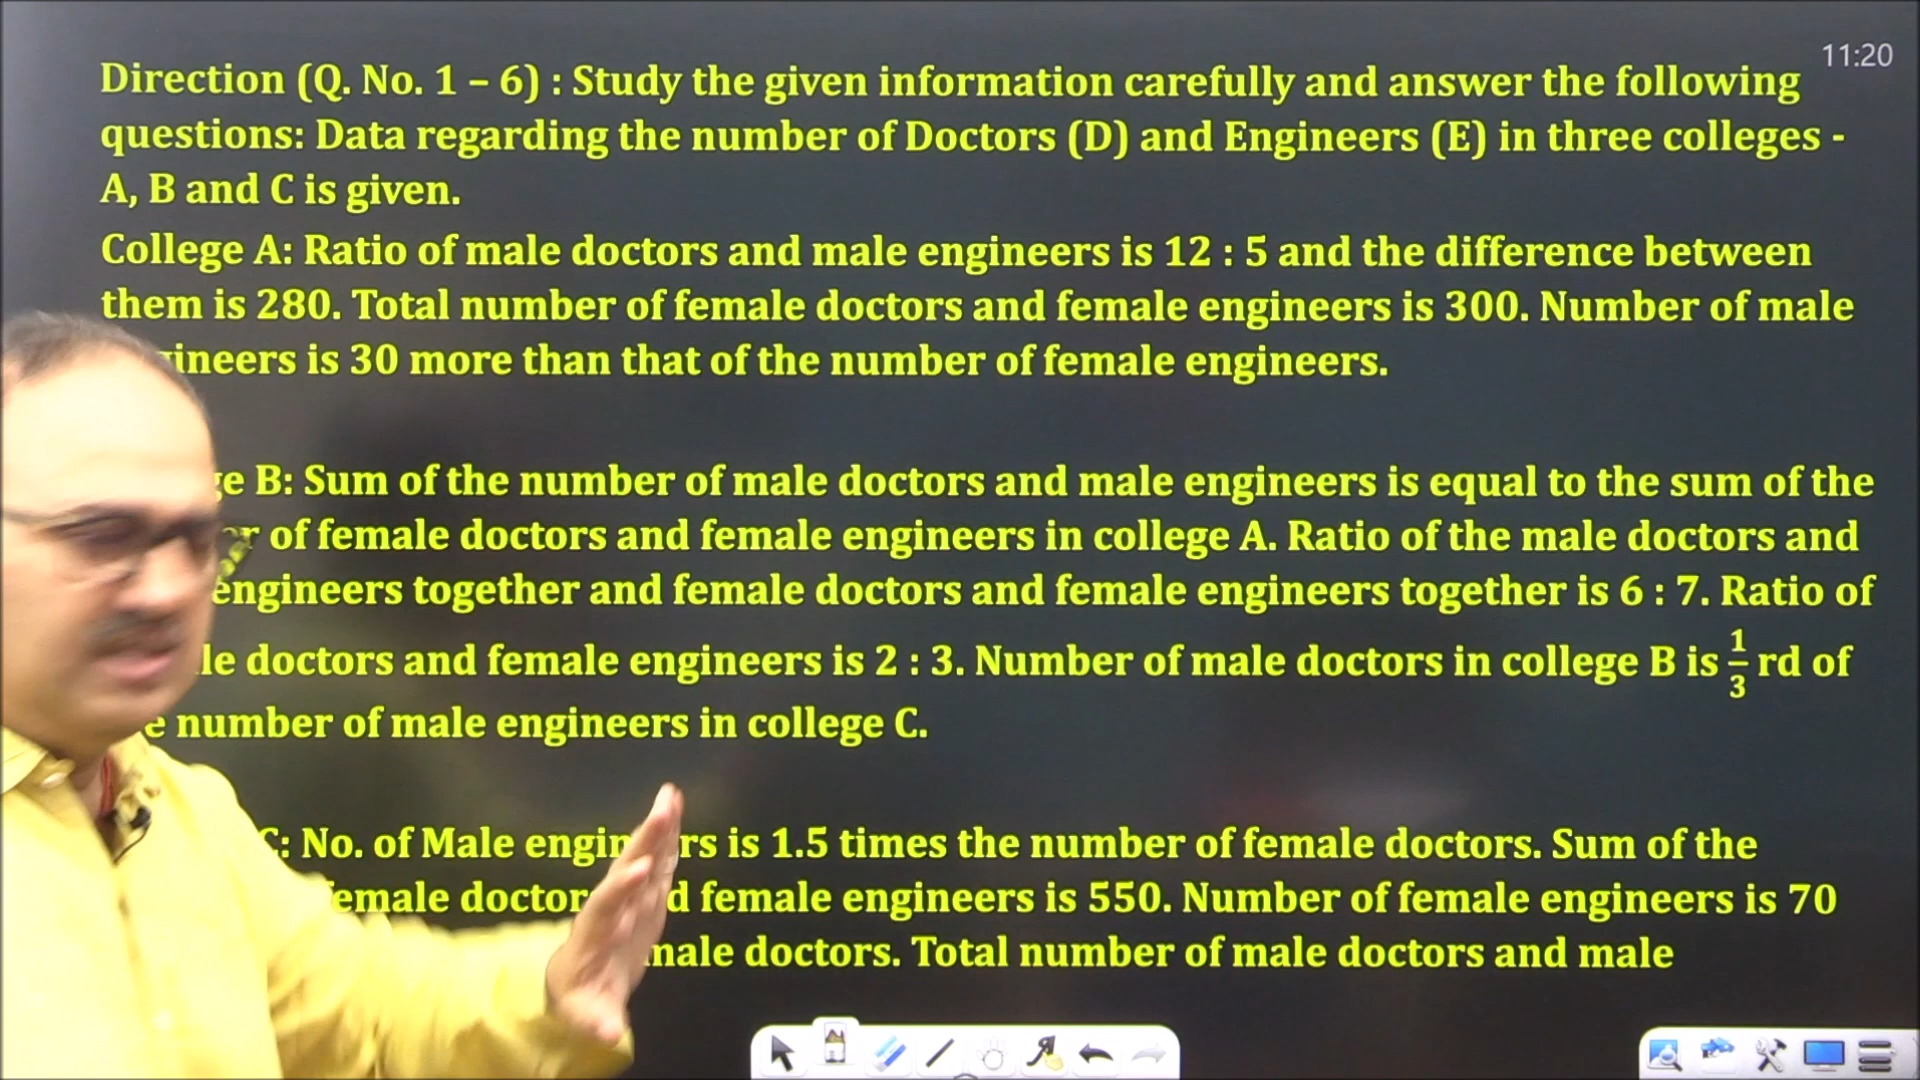 11:20
Direction (Q. No. 1 – 6) : Study the given information carefully and answer the following
questions: Data regarding the number of Doctors (D) and Engineers (E) in three colleges -
A, B and C is given.
College A: Ratio of male doctors and male engineers is 12 : 5 and the difference between
them is 280. Total number of female doctors and female engineers is 300. Number of male
is 30 more than that of the number of female engineers.
B: Sum of the number of male doctors and male engineers is equal to the sum of the
of female doctors and female engineers in college A. Ratio of the male doctors and
engineers together and female doctors and female engineers together is 6 : 7. Ratio of
doctors and female engineers is 2 : 3. Number of male doctors in college B is 1/3 rd of
number of male engineers in college C.
C: No. of Male is 1.5 times the number of female doctors. Sum of the
female engineers is 550. Number of female engineers is 70
doctors. Total number of male doctors and male